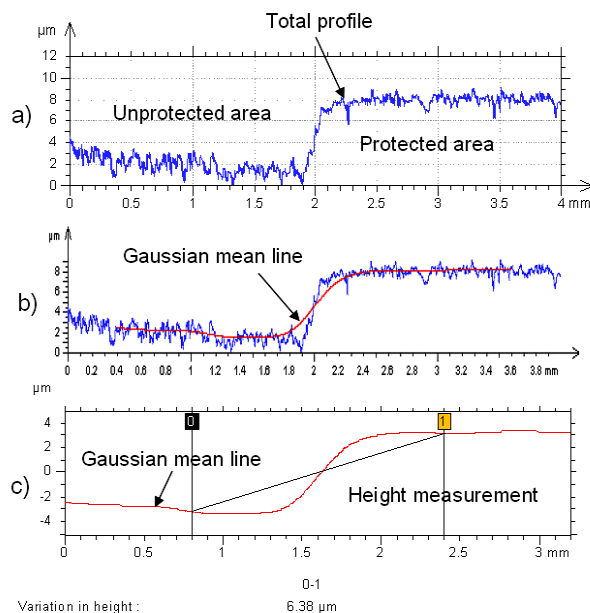 Total profile
µm
12
10
8
6
4
2
0
a)
Unprotected area
Protected area
0 0.5 1 1.5 2 2.5 3 3.5 4 mm
µm
8
6
4
2
0
b)
Gaussian mean line
0 0.2 0.4 0.6 0.8 1 1.2 1.4 1.6 1.8 2 2.2 2.4 2.6 2.8 3 3.2 3.4 3.6 3.8 mm
µm
4
2
0
-2
-4
c)
0 1
Gaussian mean line
Height measurement
0 0.5 1 1.5 2 2.5 3 mm
0-1
Variation in height : 6.38 µm